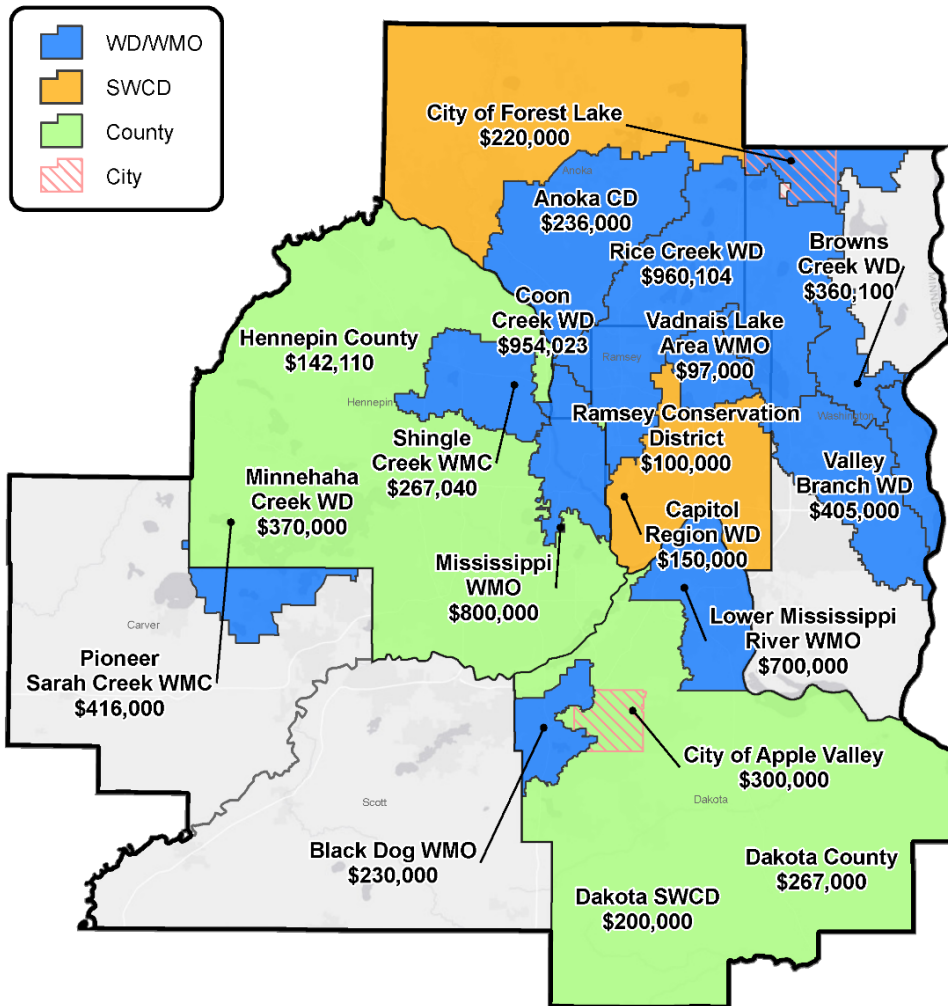 WD/WMO
SWCD
County
City
City of Forest Lake
$220,000
Anoka
Anoka CD
$236,000
Rice Creek WD
$960,104
Browns
Creek WD
$360,100
Coon
Creek WD
$954,023
Vadnais Lake
Area WMO
$97,000
Ramsey
Hennepin County
$142,110
Hennepin
Washington
Shingle
Creek WMC
$267,040
Ramsey Conservation
District
$100,000
Minnehaha
Creek WD
$370,000
Valley
Branch WD
$405,000
Capitol
Region WD
$150,000
Mississippi
WMO
$800,000
Carver
Lower Mississippi
River WMO
$700,000
Pioneer
Sarah Creek WMC
$416,000
City of Apple Valley
$300,000
Scott
Dakota
Black Dog WMO
$230,000
Dakota County
$267,000
Dakota SWCD
$200,000